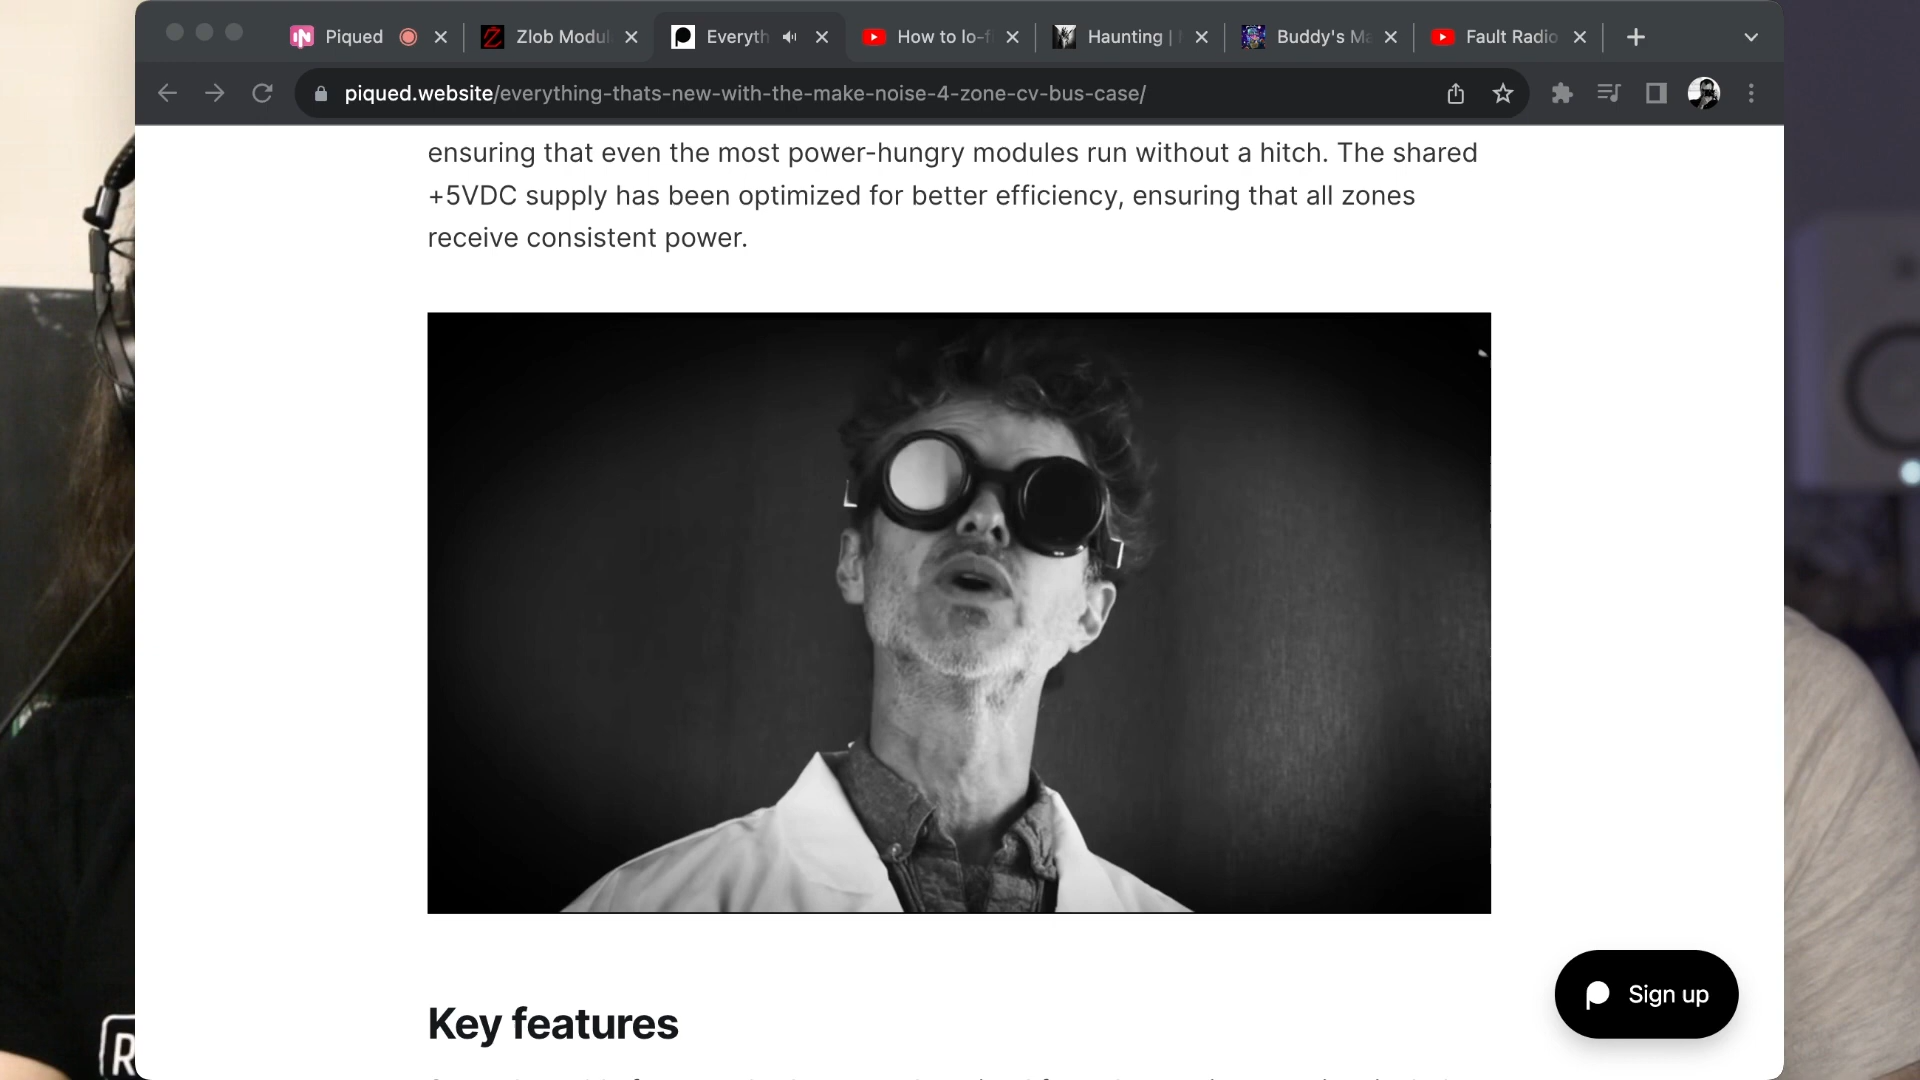 Piqued
Zlob Modul
Everyth
How to lo-f
Haunting |
Buddy's Ma
Fault Radio
piqued.website/everything-thats-new-with-the-make-noise-4-zone-cv-bus-case/
ensuring that even the most power-hungry modules run without a hitch. The shared
+5VDC supply has been optimized for better efficiency, ensuring that all zones
receive consistent power.
Sign up
Key features
R